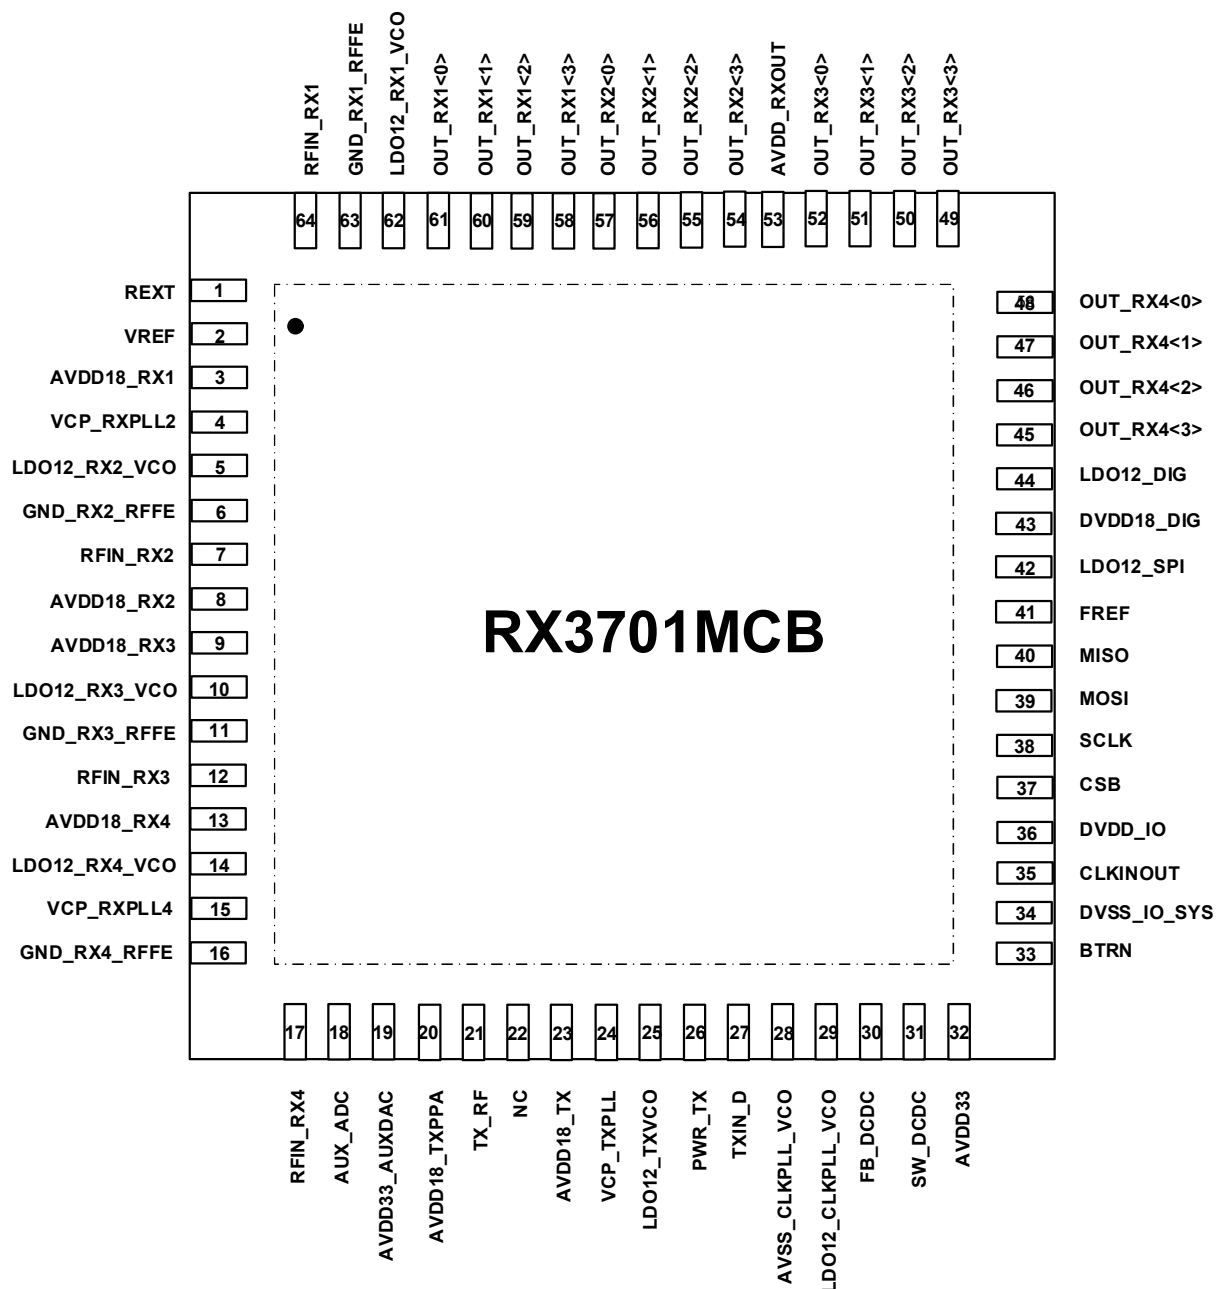 RFIN_RX1
GND_RX1_RFFE
LDO12_RX1_VCO
OUT_RX1<0>
OUT_RX1<1>
OUT_RX1<2>
OUT_RX1<3>
OUT_RX2<0>
OUT_RX2<1>
OUT_RX2<2>
OUT_RX2<3>
AVDD_RXOUT
OUT_RX3<0>
OUT_RX3<1>
OUT_RX3<2>
OUT_RX3<3>
64 63 62 61 60 59 58 57 56 55 54 53 52 51 50 49
REXT 1
VREF 2
AVDD18_RX1 3
VCP_RXPLL2 4
LDO12_RX2_VCO 5
GND_RX2_RFFE 6
RFIN_RX2 7
AVDD18_RX2 8
AVDD18_RX3 9
LDO12_RX3_VCO 10
GND_RX3_RFFE 11
RFIN_RX3 12
AVDD18_RX4 13
LDO12_RX4_VCO 14
VCP_RXPLL4 15
GND_RX4_RFFE 16
RX3701MCB
48 OUT_RX4<0>
47 OUT_RX4<1>
46 OUT_RX4<2>
45 OUT_RX4<3>
44 LDO12_DIG
43 DVDD18_DIG
42 LDO12_SPI
41 FREF
40 MISO
39 MOSI
38 SCLK
37 CSB
36 DVDD_IO
35 CLKINOUT
34 DVSS_IO_SYS
33 BTRN
17 18 19 20 21 22 23 24 25 26 27 28 29 30 31 32
RFIN_RX4
AUX_ADC
AVDD33_AUXDAC
AVDD18_TXPPA
TX_RF
NC
AVDD18_TX
VCP_TXPLL
LDO12_TXVCO
PWR_TX
TXIN_D
AVSS_CLKPLL_VCO
LDO12_CLKPLL_VCO
FB_DCDC
SW_DCDC
AVDD33